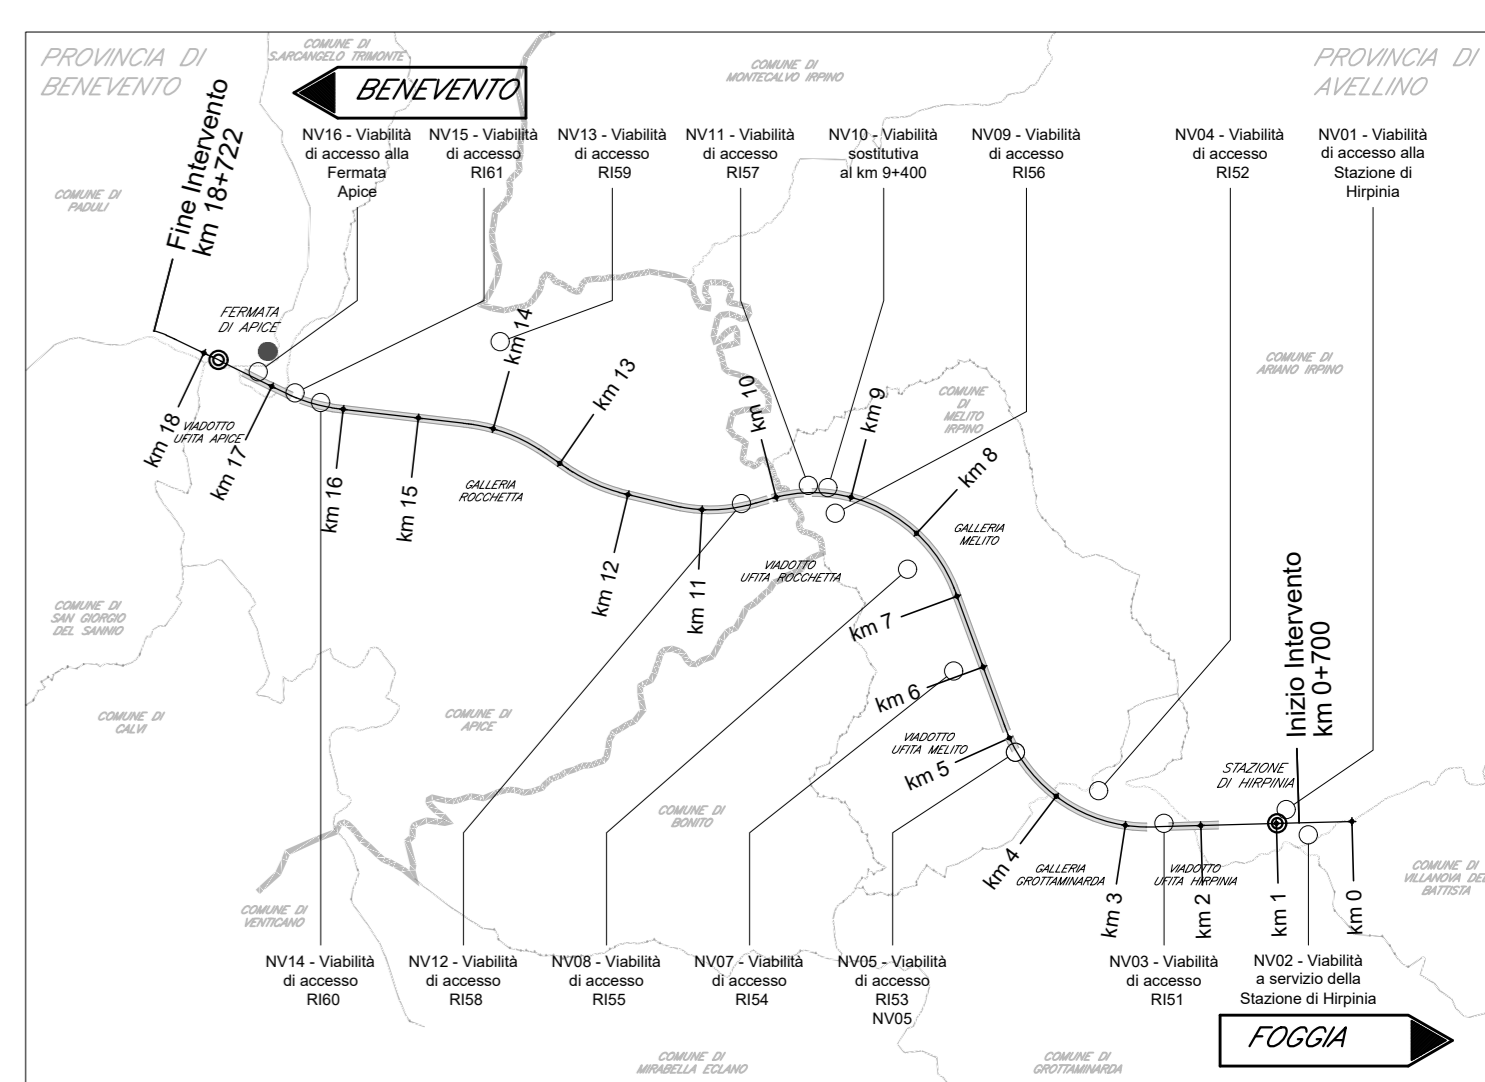 PROVINCIA DI
BENEVENTO
COMUNE DI
S.ARCANGELO TRIMONTE
COMUNE DI
MONTECALVO IRPINO
PROVINCIA DI
AVELLINO
BENEVENTO
Fine Intervento
km 18+722
NV16 - Viabilità
di accesso alla
Fermata
Apice
NV15 - Viabilità
di accesso
RI61
NV13 - Viabilità
di accesso
RI59
NV11 - Viabilità
di accesso
RI57
NV10 - Viabilità
sostitutiva
al km 9+400
NV09 - Viabilità
di accesso
RI56
NV04 - Viabilità
di accesso
RI52
NV01 - Viabilità
di accesso alla
Stazione di
Hirpinia
COMUNE DI
PADULI
FERMATA
DI APICE
COMUNE DI
ARIANO IRPINO
COMUNE
DI
MELITO
IRPINO
km 18
VIADOTTO
UFITA APICE
km 17
km 16
km 15
km 14
km 13
km 12
km 11
km 10
km 9
km 8
GALLERIA
ROCCHETTA
GALLERIA
MELITO
VIADOTTO
UFITA ROCCHETTA
COMUNE DI
SAN GIORGIO
DEL SANNIO
km 7
km 6
Inizio Intervento
km 0+700
COMUNE DI
CALVI
COMUNE DI
APICE
VIADOTTO
UFITA MELITO
km 5
STAZIONE
DI HIRPINIA
COMUNE DI
BONITO
km 4
GALLERIA
GROTTAMINARDA
km 3
VIADOTTO
UFITA HIRPINIA
km 2
km 1
km 0
COMUNE DI
VILLANOVA DEL
BATTISTA
COMUNE DI
VENTICANO
NV14 - Viabilità
di accesso
RI60
NV12 - Viabilità
di accesso
RI58
NV08 - Viabilità
di accesso
RI55
NV07 - Viabilità
di accesso
RI54
NV05 - Viabilità
di accesso
RI53
NV05
NV03 - Viabilità
di accesso
RI51
NV02 - Viabilità
a servizio della
Stazione di Hirpinia
FOGGIA
COMUNE DI
MIRABELLA ECLANO
COMUNE DI
GROTTAMINARDA